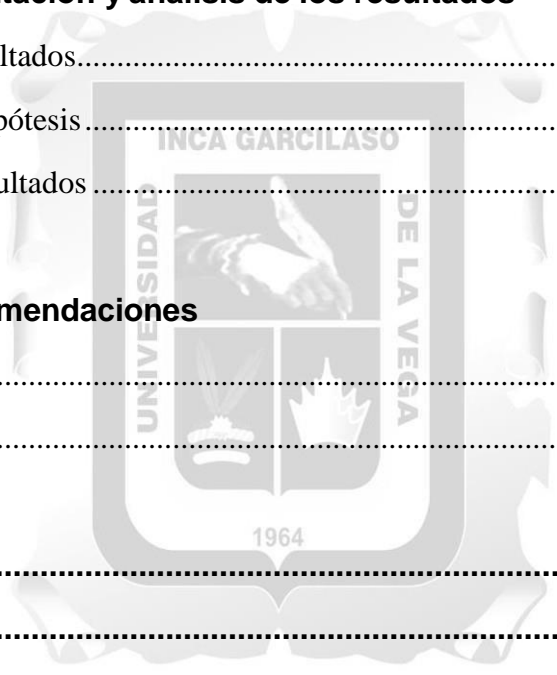 tación y análisis de los resultados
ltados..........................................................
pótesis.........................................................
INCA GARCILASO
ultados.........................................................
UNIVERSIDAD
DE LA VEGA
mendaciones
................................................................
................................................................
1964
................................................................
................................................................